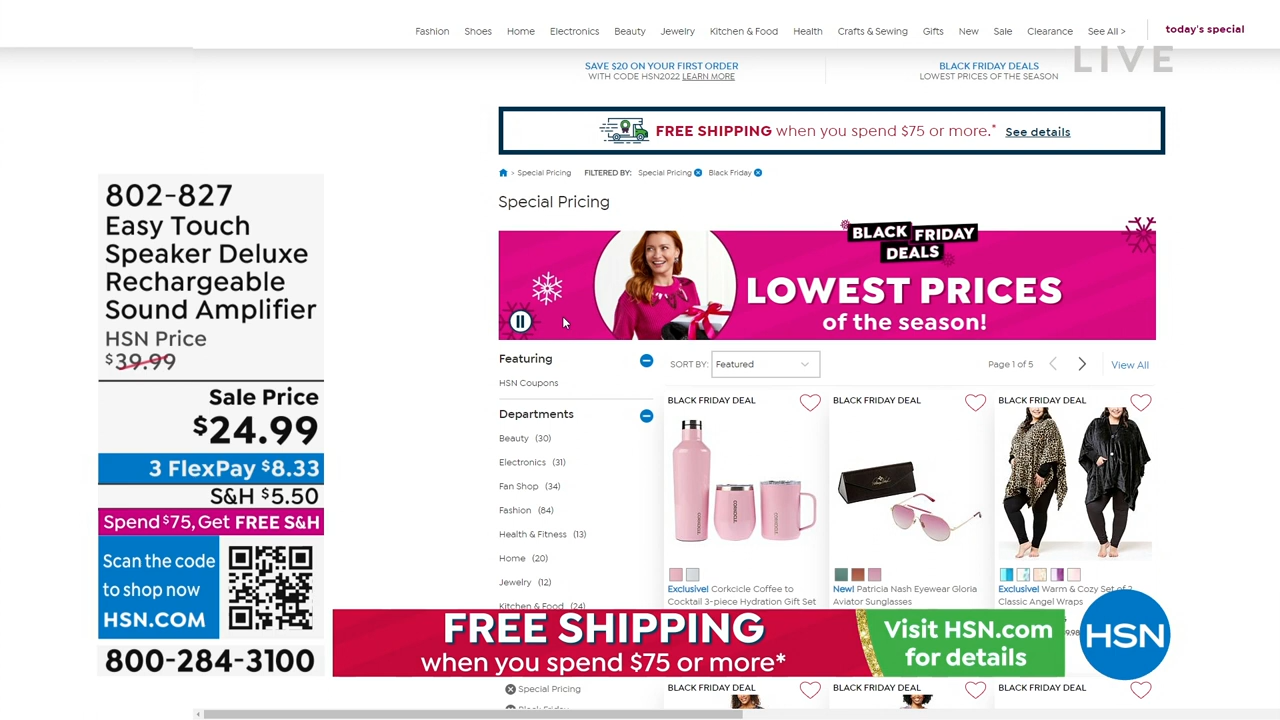 Fashion Shoes Home Electronics Beauty Jewelry Kitchen & Food Health Crafts & Sewing Gifts New Sale Clearance See All > today's special
LIVE
SAVE $20 ON YOUR FIRST ORDER
WITH CODE HSN2022 LEARN MORE
BLACK FRIDAY DEALS
LOWEST PRICES OF THE SEASON
FREE SHIPPING when you spend $75 or more.* See details
> Special Pricing FILTERED BY: Special Pricing Black Friday
Special Pricing
BLACK FRIDAY
DEALS
LOWEST PRICES
of the season!
802-827
Easy Touch
Speaker Deluxe
Rechargeable
Sound Amplifier
HSN Price
$39.99
Sale Price
$24.99
3 FlexPay $8.33
S&H $5.50
Spend $75, Get FREE S&H
Scan the code
to shop now
HSN.COM
800-284-3100
Featuring
HSN Coupons
Departments
Beauty (30)
Electronics (31)
Fan Shop (34)
Fashion (84)
Health & Fitness (13)
Home (20)
Jewelry (12)
Kitchen & Food (24)
Special Pricing
Black Friday
SORT BY: Featured
Page 1 of 5
View All
BLACK FRIDAY DEAL
CORKCICLE
CORKCICLE
CORKCICLE
Exclusive! Corkcicle Coffee to
Cocktail 3-piece Hydration Gift Set
BLACK FRIDAY DEAL
New! Patricia Nash Eyewear Gloria
Aviator Sunglasses
BLACK FRIDAY DEAL
Classic Angel Wraps
FREE SHIPPING
when you spend $75 or more*
Visit HSN.com
for details
HSN
BLACK FRIDAY DEAL
BLACK FRIDAY DEAL
BLACK FRIDAY DEAL